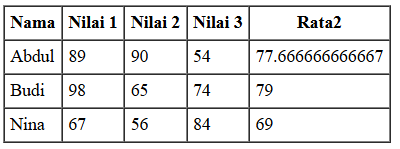 Nama Nilai 1 Nilai 2 Nilai 3 Rata2
Abdul 89 90 54 77.666666666667
Budi 98 65 74 79
Nina 67 56 84 69